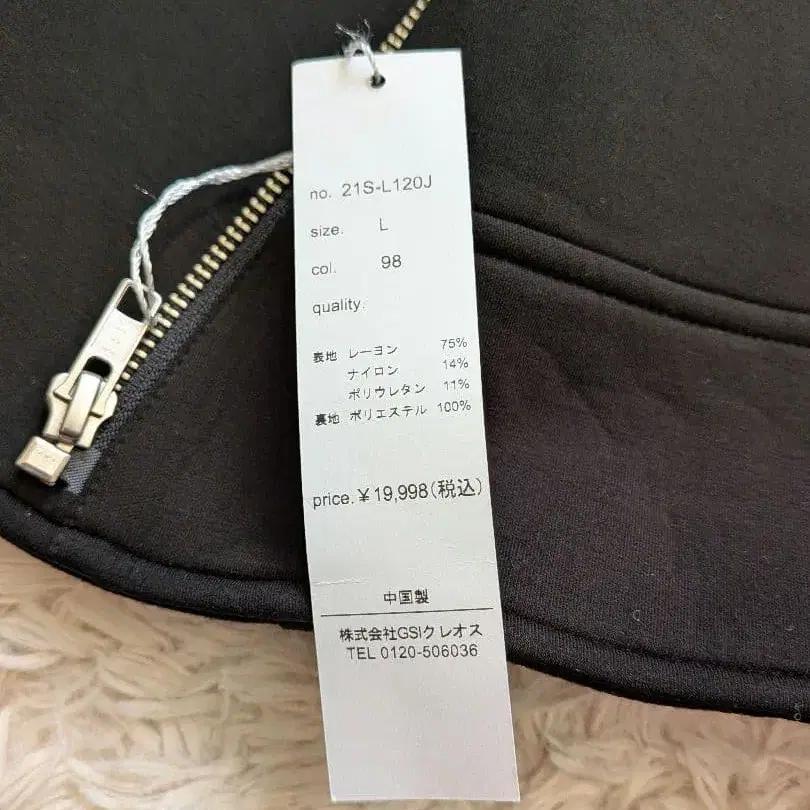 no. 21S-L120J
size. L
col. 98
quality.
表地 レーヨン 75%
ナイロン 14%
ポリウレタン 11%
裏地 ポリエステル 100%
price.￥19,998(税込)
中国製
株式会社GSIクレオス
TEL 0120-506036